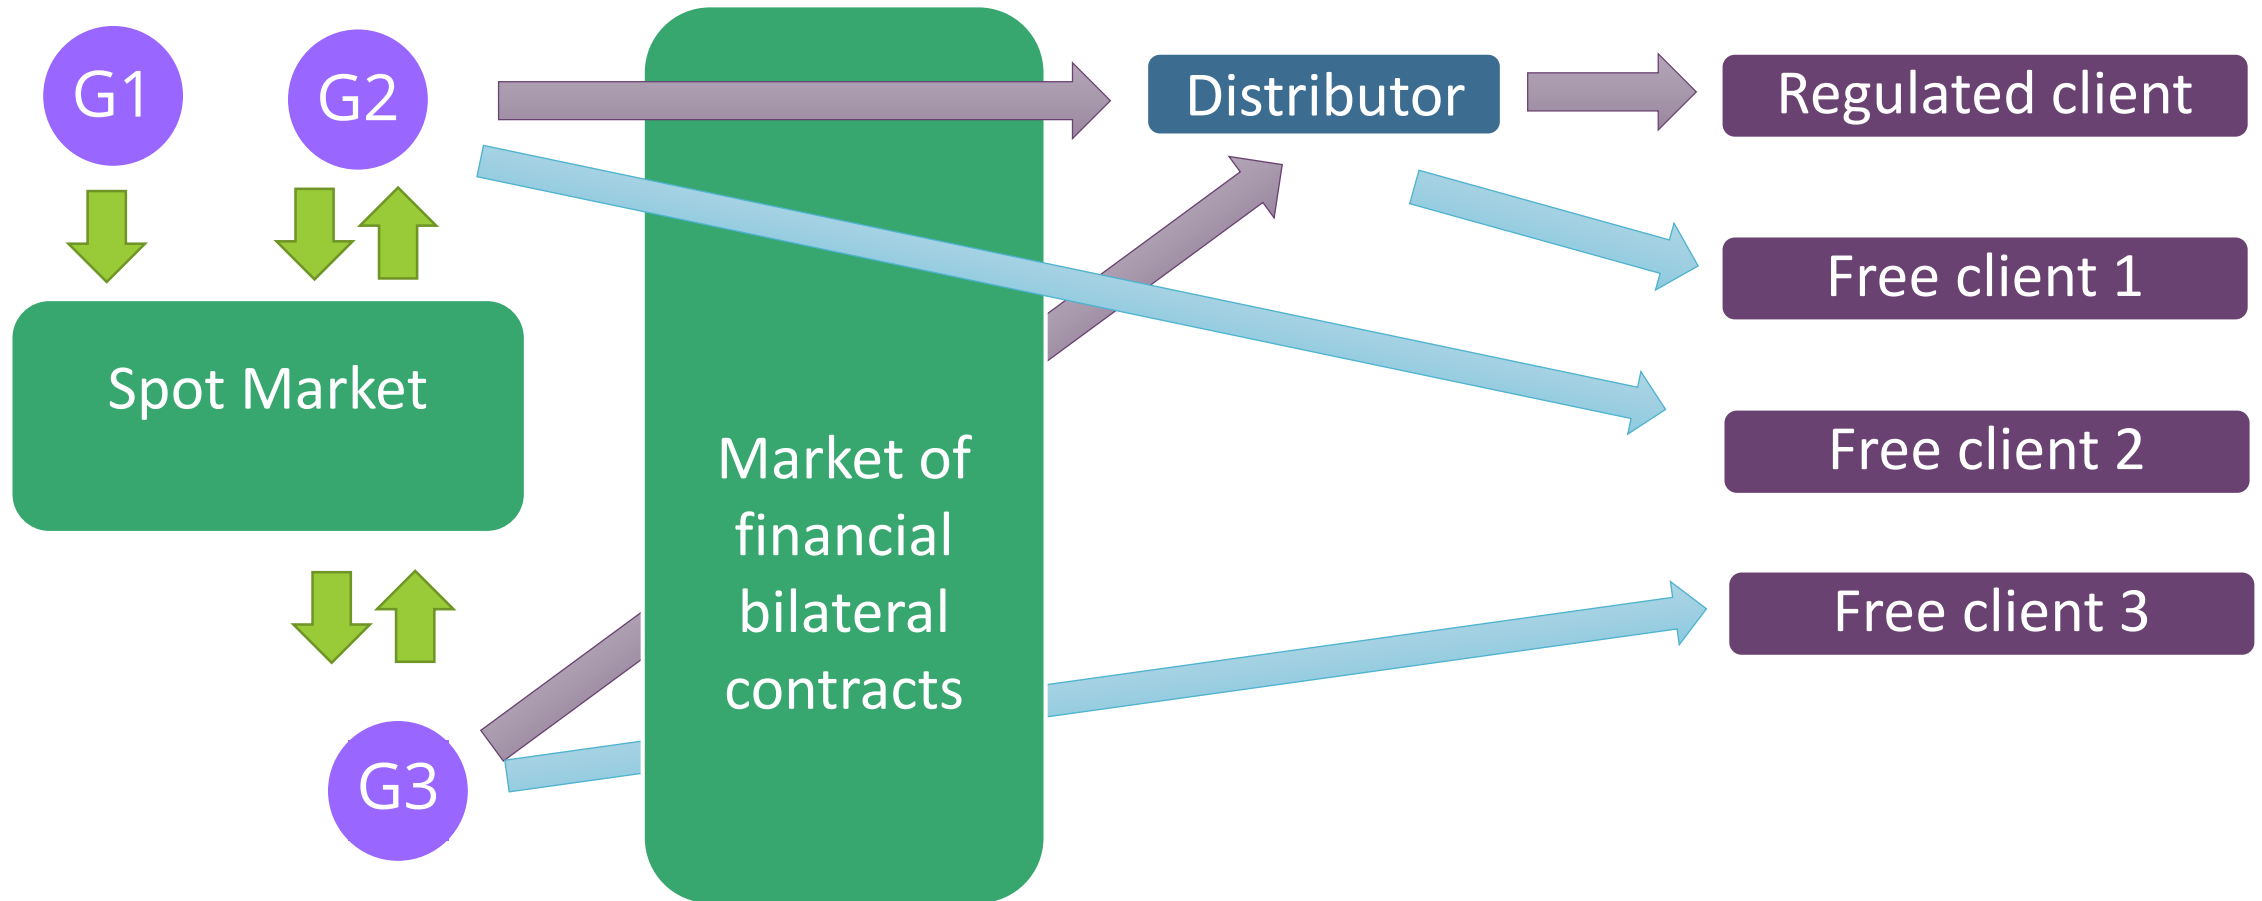 G1
G2
Distributor
Regulated client
Free client 1
Spot Market
Free client 2
Market of
financial
bilateral
contracts
Free client 3
G3